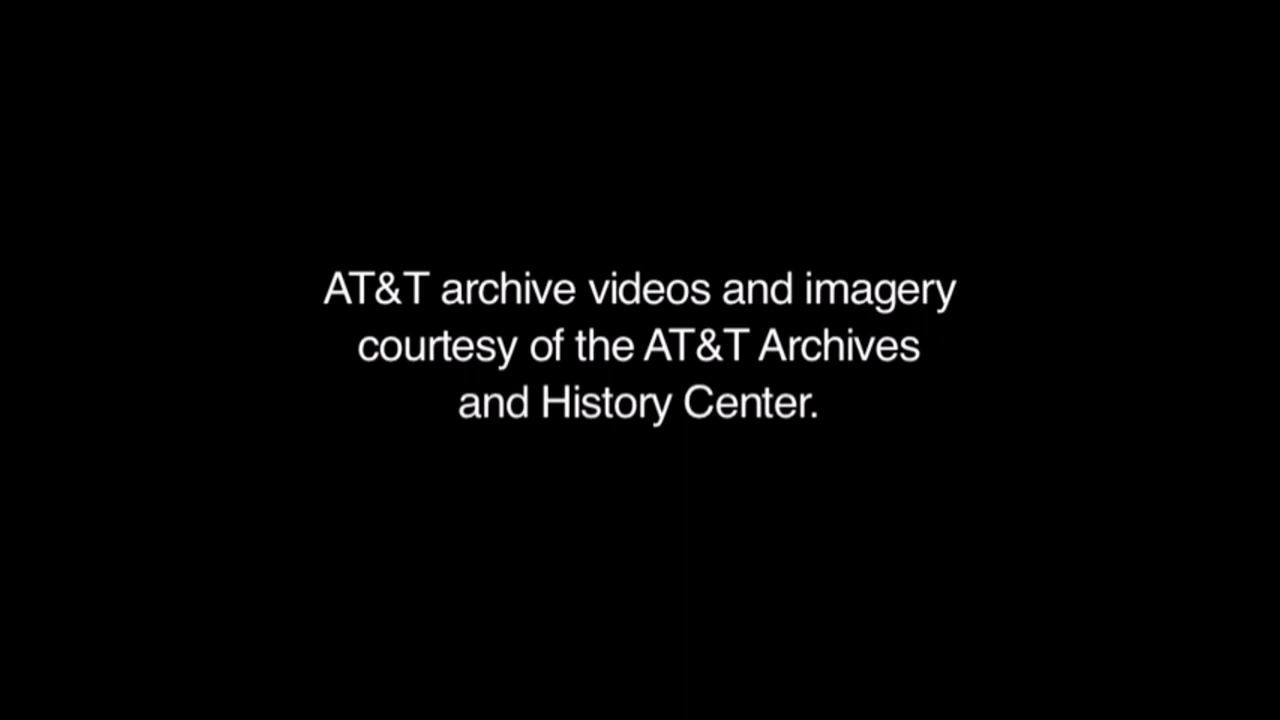 AT&T archive videos and imagery
courtesy of the AT&T Archives
and History Center.